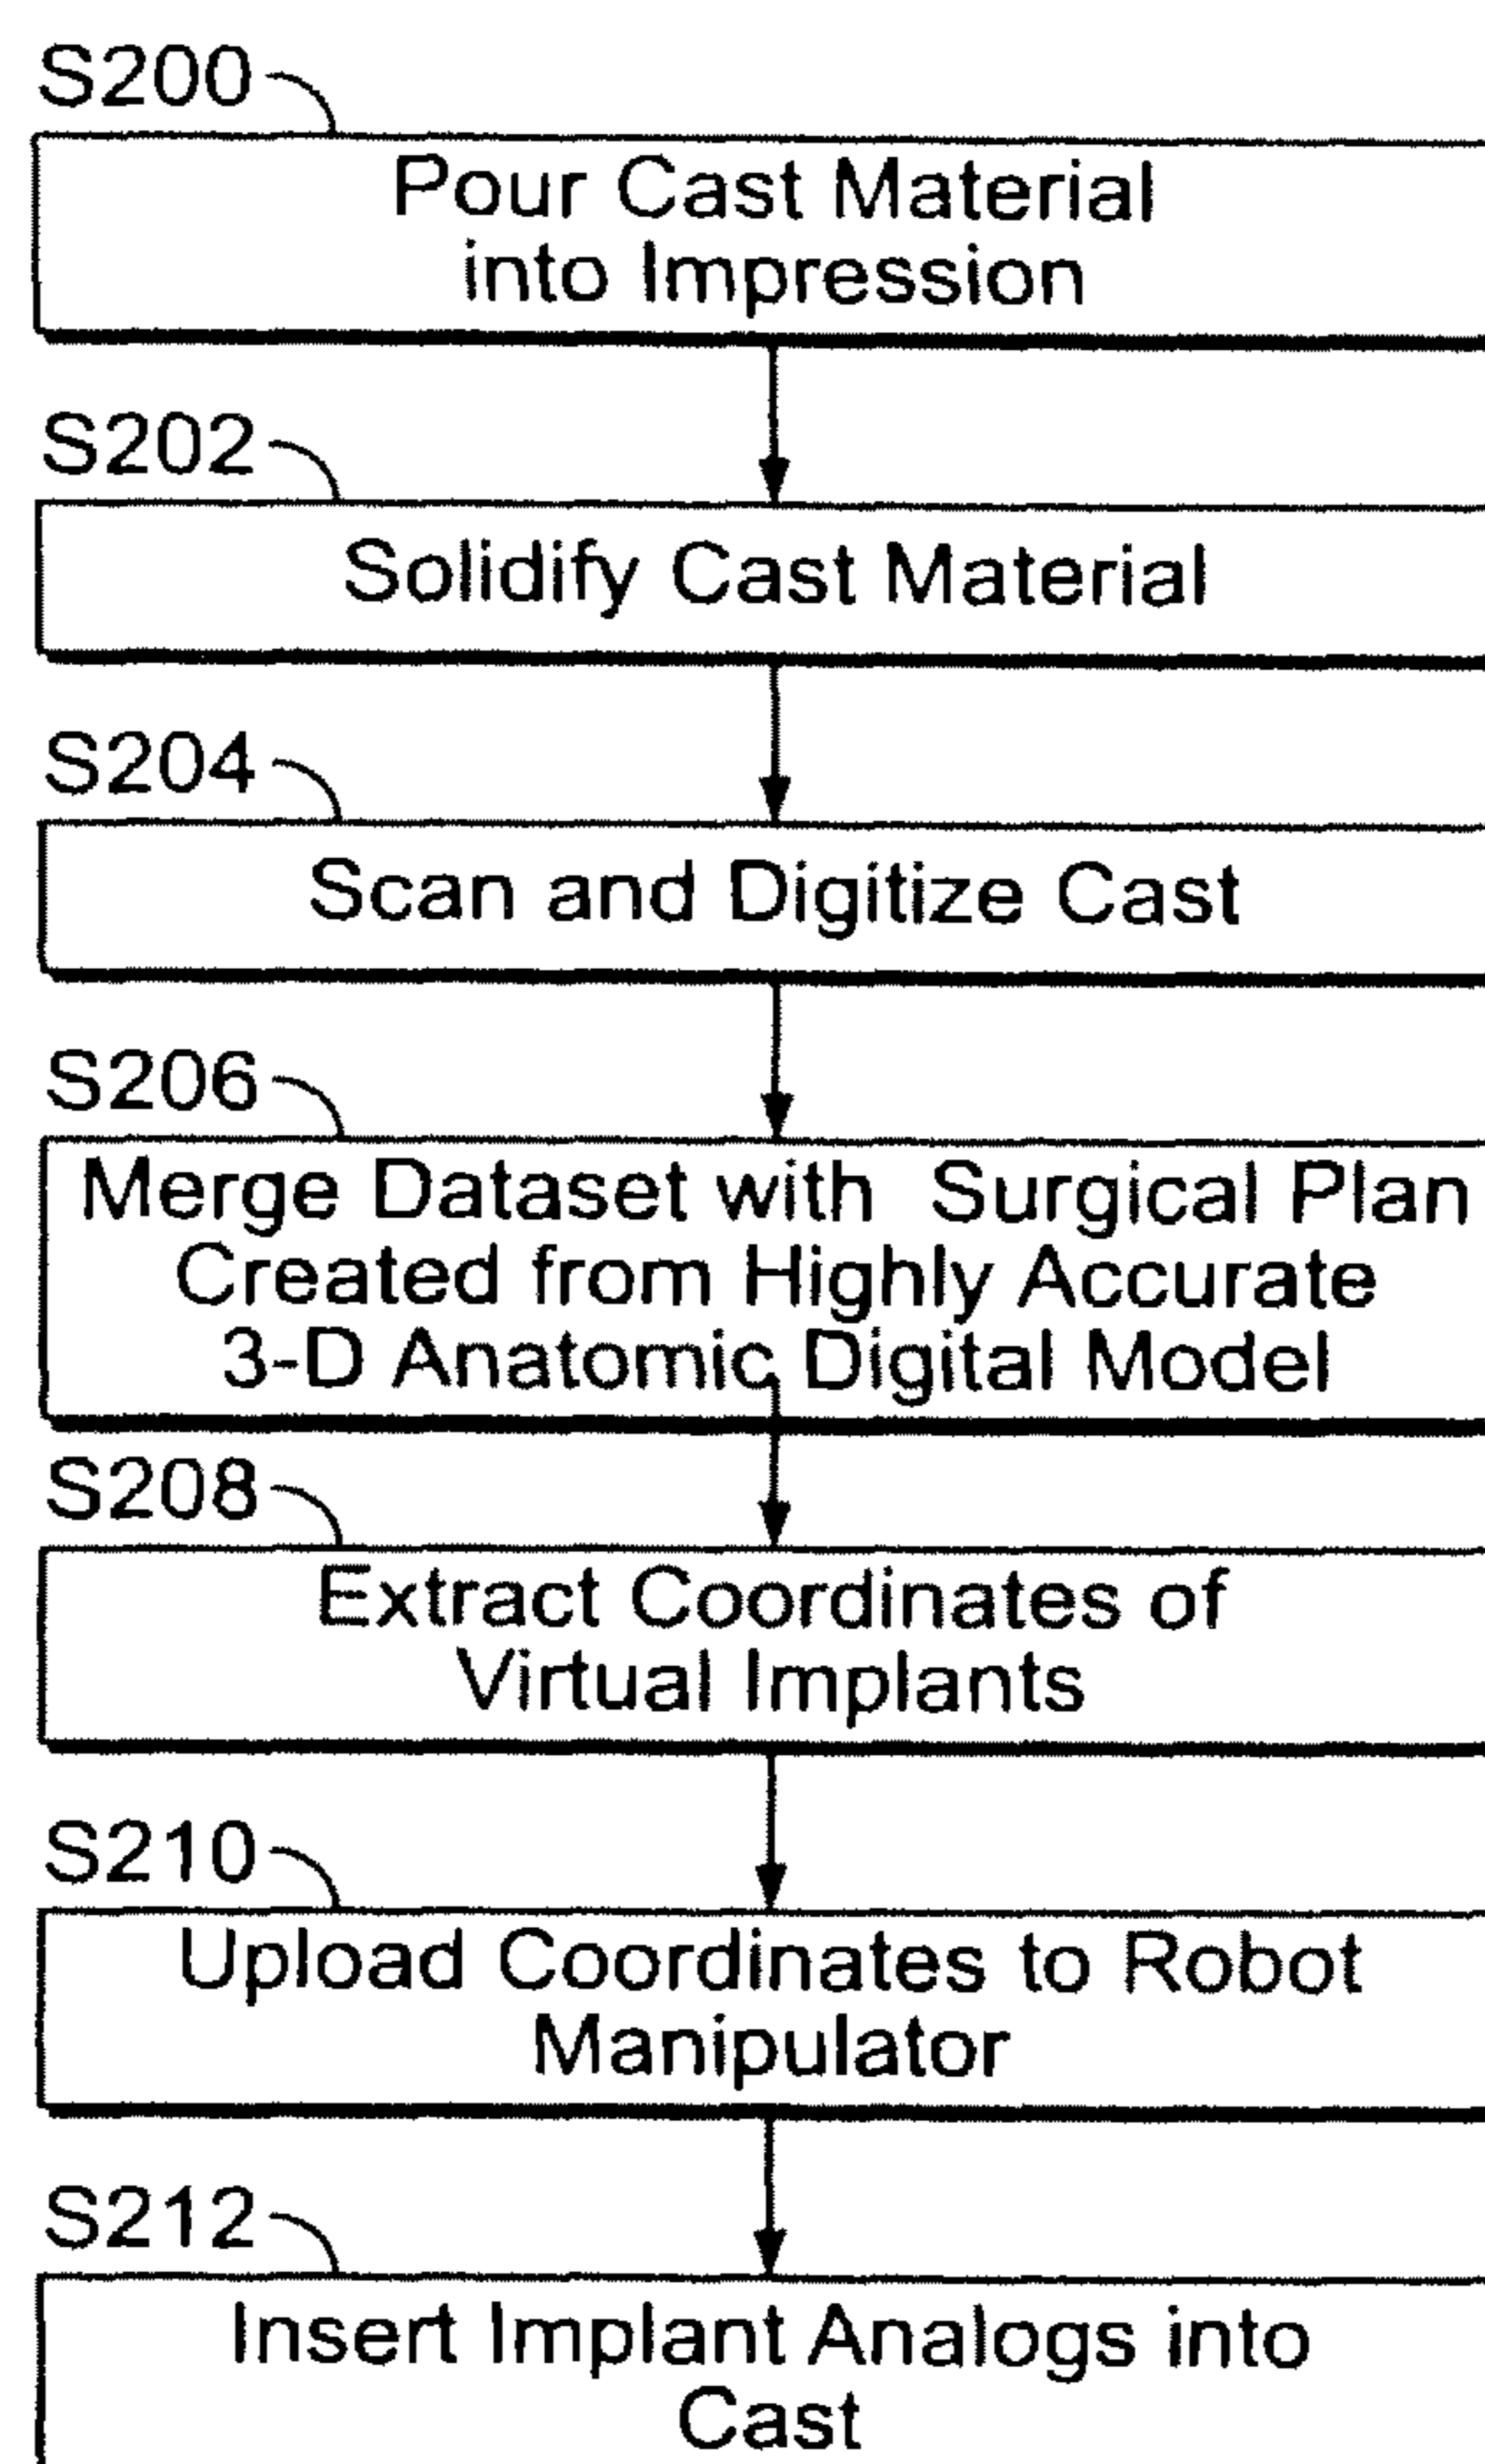 S200
Pour Cast Material
into Impression
S202
Solidify Cast Material
S204
Scan and Digitize Cast
S206
Merge Dataset with Surgical Plan
Created from Highly Accurate
3-D Anatomic Digital Model
S208
Extract Coordinates of
Virtual Implants
S210
Upload Coordinates to Robot
Manipulator
S212
Insert Implant Analogs into
Cast